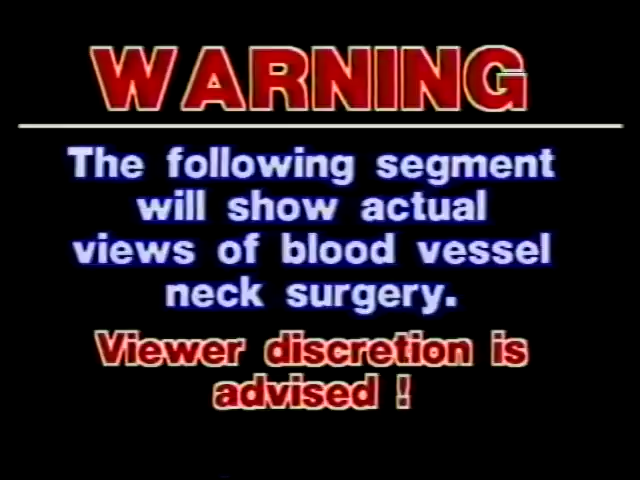 WARNING
The following segment
will show actual
views of blood vessel
neck surgery.
Viewer discretion is
advised !